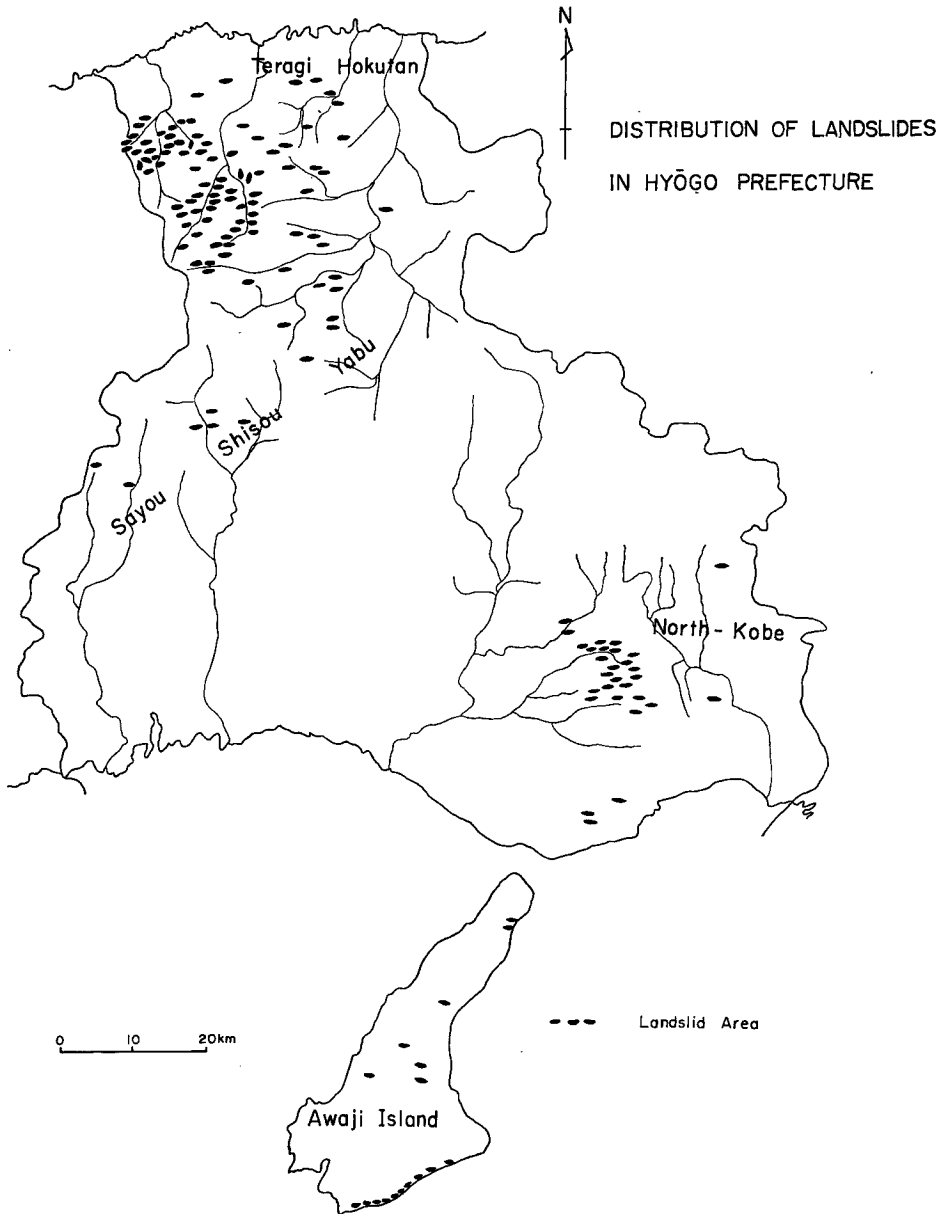 N
Teragi Hokutan
DISTRIBUTION OF LANDSLIDES
IN HYŌGO PREFECTURE
Yabu
Shisou
Sayou
North-Kobe
0 10 20km
Landslid Area
Awaji Island